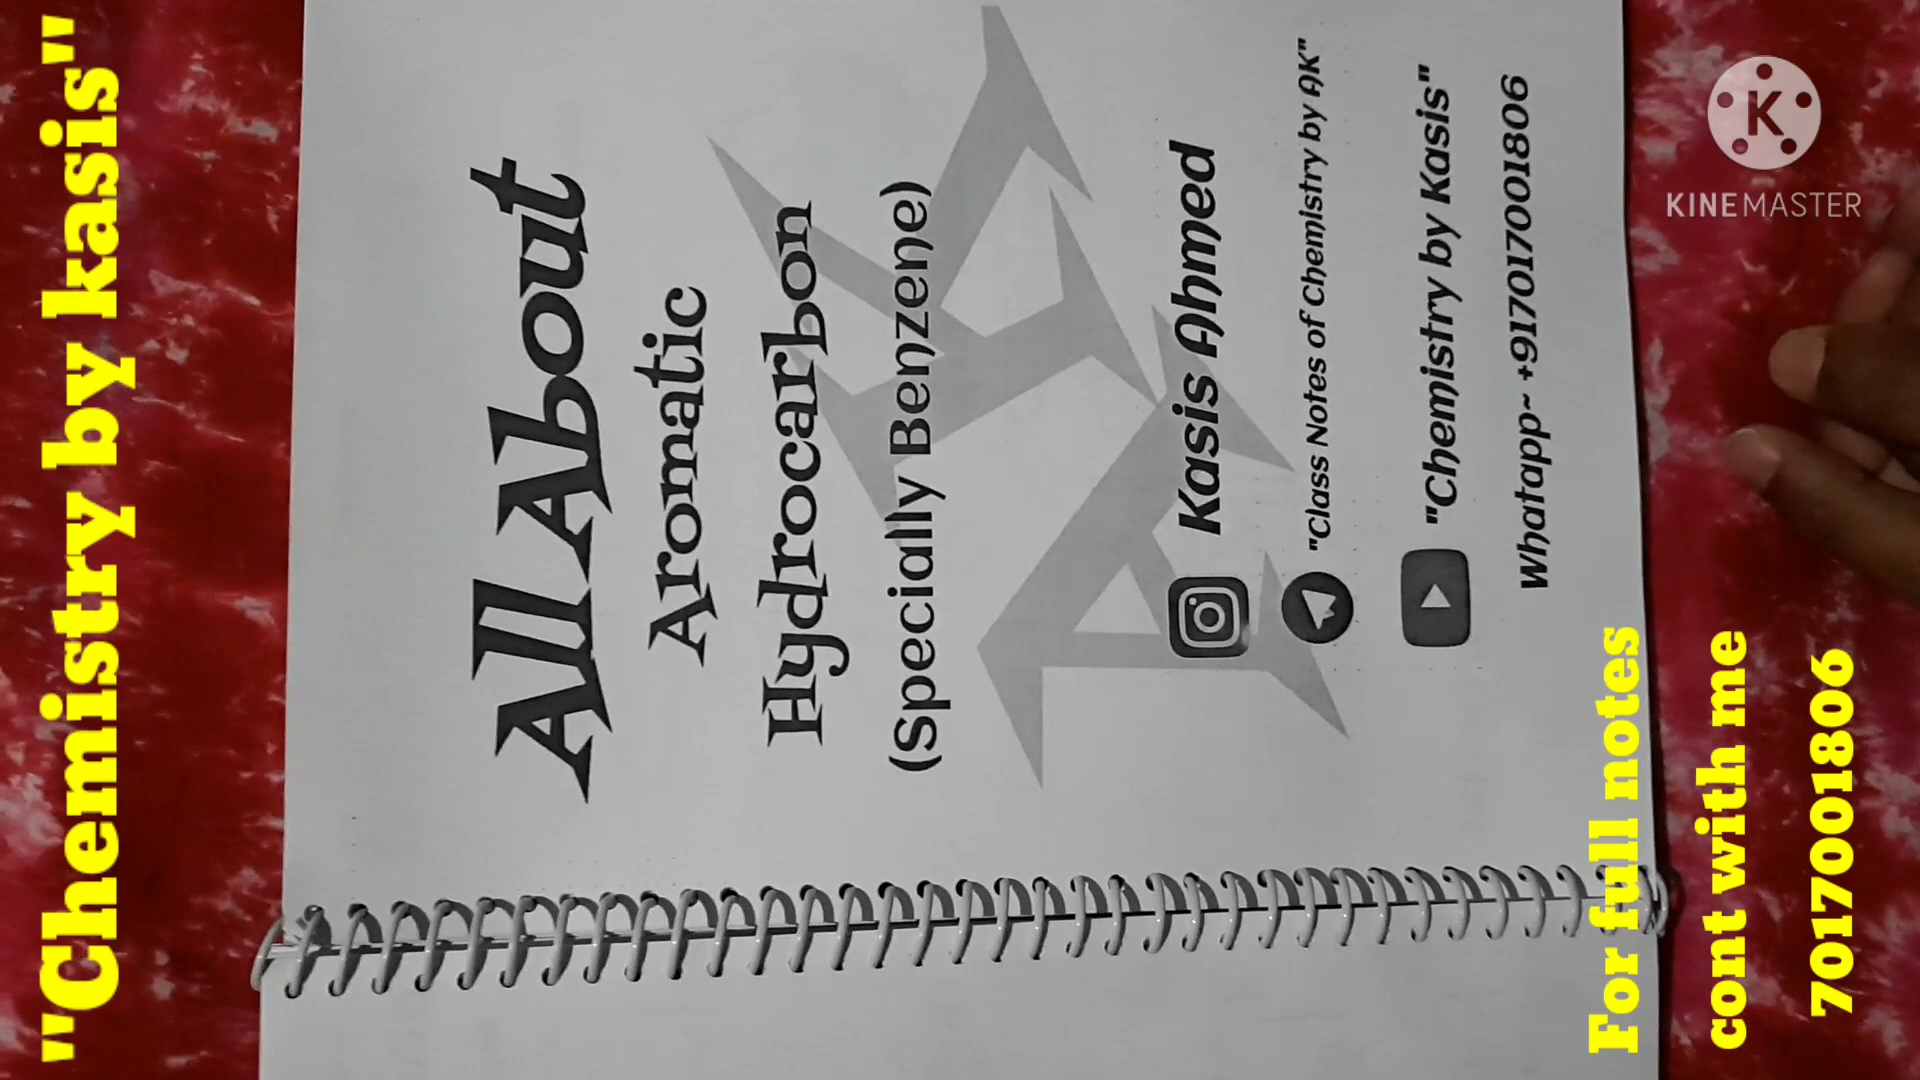 "Chemistry by kasis"
All About
Aromatic
Hydrocarbon
(Specially Benzene)
Kasis Ahmed
"Class Notes of Chemistry by AK"
"Chemistry by Kasis"
Whatapp~ +917017001806
For full notes
cont with me
7017001806
K
KINEMASTER